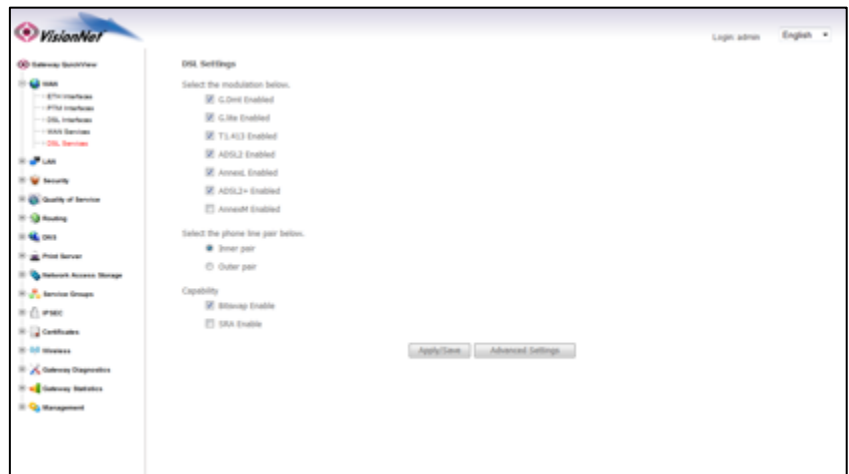 VisionNet
Login: admin
English
Gateway QuickView
WAN
ETH Interfaces
PTM Interfaces
DSL Interfaces
WAN Services
DSL Services
LAN
Security
Quality of Service
Routing
DNS
Print Server
Network Access Storage
Service Groups
IPSEC
Certificates
Wireless
Gateway Diagnostics
Gateway Statistics
Management
DSL Settings
Select the modulation below.
G.Dmt Enabled
G.lite Enabled
T1.413 Enabled
ADSL2 Enabled
AnnexL Enabled
ADSL2+ Enabled
AnnexM Enabled
Select the phone line pair below.
Inner pair
Outer pair
Capability
Bitswap Enable
SRA Enable
Apply/Save
Advanced Settings